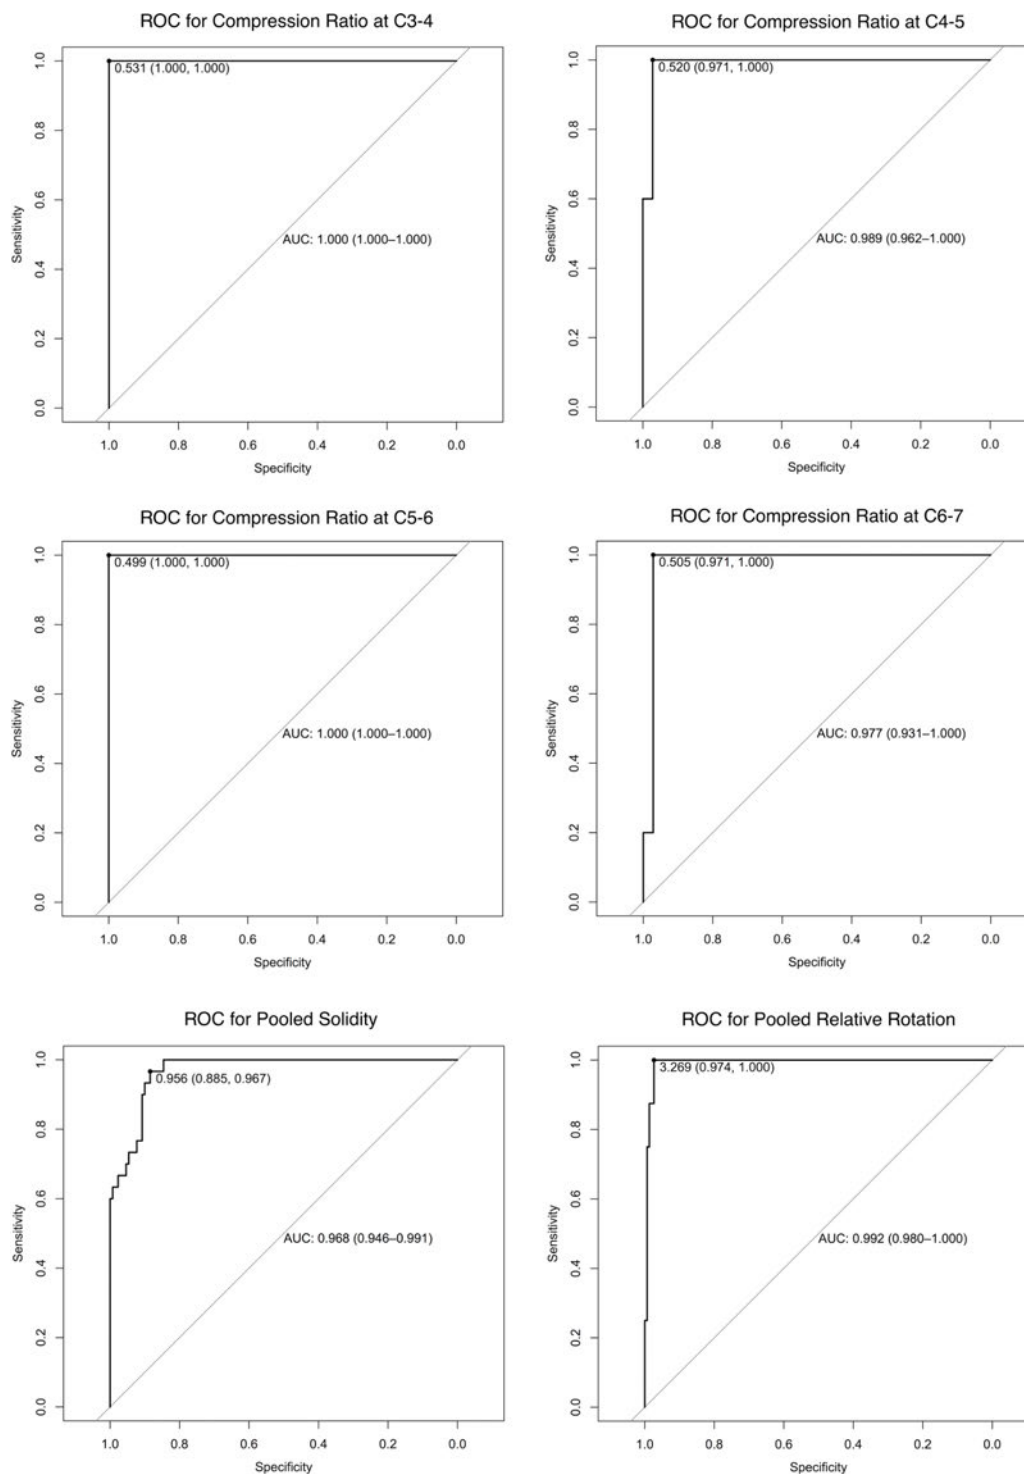 ROC for Compression Ratio at C3-4
Sensitivity
1.0
0.8
0.6
0.4
0.2
0.0
0.531 (1.000, 1.000)
AUC: 1.000 (1.000–1.000)
1.0 0.8 0.6 0.4 0.2 0.0
Specificity
ROC for Compression Ratio at C4-5
Sensitivity
1.0
0.8
0.6
0.4
0.2
0.0
0.520 (0.971, 1.000)
AUC: 0.989 (0.962–1.000)
1.0 0.8 0.6 0.4 0.2 0.0
Specificity
ROC for Compression Ratio at C5-6
Sensitivity
1.0
0.8
0.6
0.4
0.2
0.0
0.499 (1.000, 1.000)
AUC: 1.000 (1.000–1.000)
1.0 0.8 0.6 0.4 0.2 0.0
Specificity
ROC for Compression Ratio at C6-7
Sensitivity
1.0
0.8
0.6
0.4
0.2
0.0
0.505 (0.971, 1.000)
AUC: 0.977 (0.931–1.000)
1.0 0.8 0.6 0.4 0.2 0.0
Specificity
ROC for Pooled Solidity
Sensitivity
1.0
0.8
0.6
0.4
0.2
0.0
0.956 (0.885, 0.967)
AUC: 0.968 (0.946–0.991)
1.0 0.8 0.6 0.4 0.2 0.0
Specificity
ROC for Pooled Relative Rotation
Sensitivity
1.0
0.8
0.6
0.4
0.2
0.0
3.269 (0.974, 1.000)
AUC: 0.992 (0.980–1.000)
1.0 0.8 0.6 0.4 0.2 0.0
Specificity